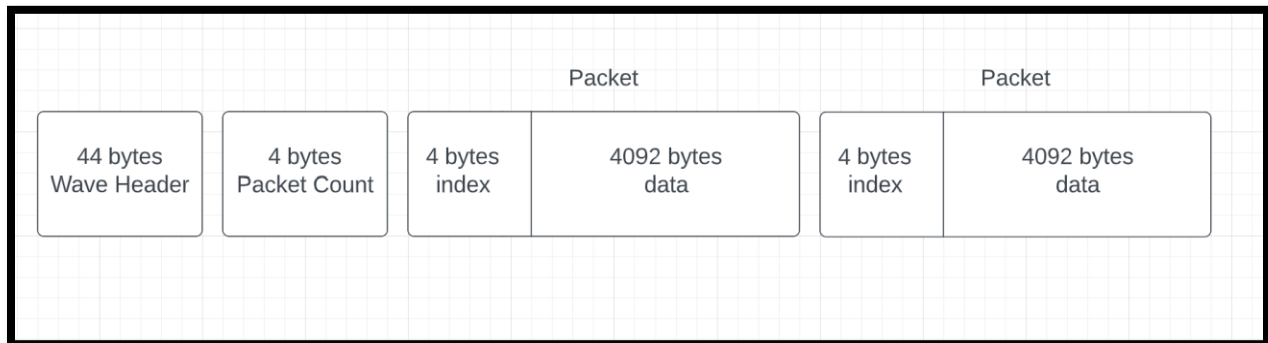 Packet
Packet
44 bytes
Wave Header
4 bytes
Packet Count
4 bytes
index
4092 bytes
data
4 bytes
index
4092 bytes
data